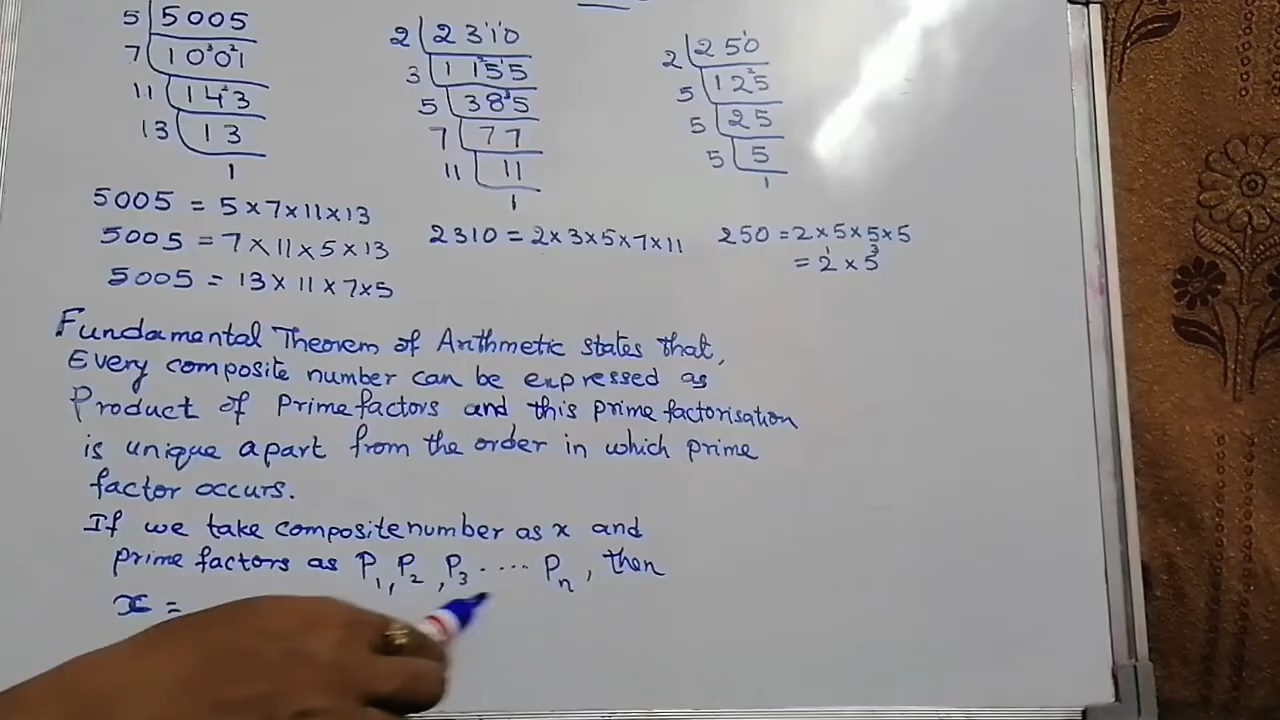 5 5005
7 1001
11 143
13 13
1
2 2310
3 1155
5 385
7 77
11 11
1
2 250
5 125
5 25
5 5
1
5005 = 5×7×11×13
5005 = 7×11×5×13
5005 = 13×11×7×5
2310 = 2×3×5×7×11
250 = 2×5×5×5
= 2¹×5³
Fundamental Theorem of Arithmetic states that,
Every composite number can be expressed as
Product of Prime factors and this prime factorisation
is unique apart from the order in which prime
factor occurs.
If we take composite number as x and
prime factors as P₁, P₂, P₃ ..... Pₙ, then
x =